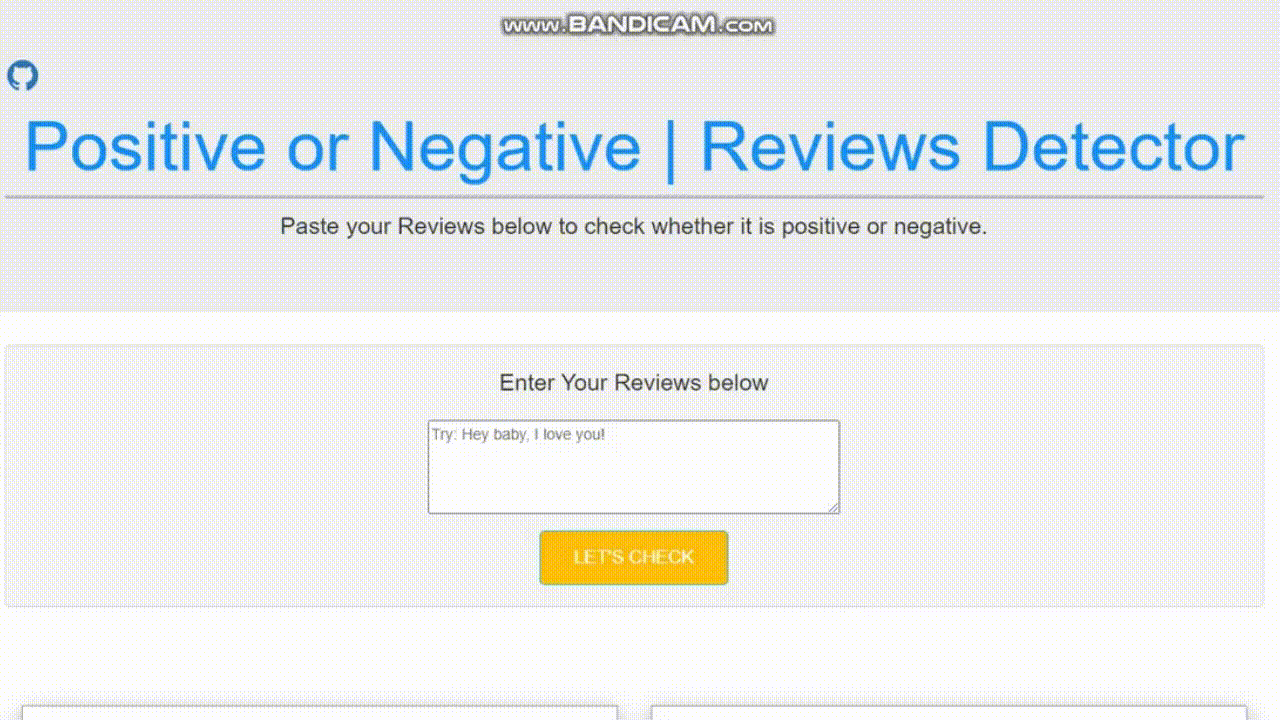 www.BANDICAM.com
Positive or Negative | Reviews Detector
Paste your Reviews below to check whether it is positive or negative.
Enter Your Reviews below
Try: Hey baby, I love you!
LET'S CHECK